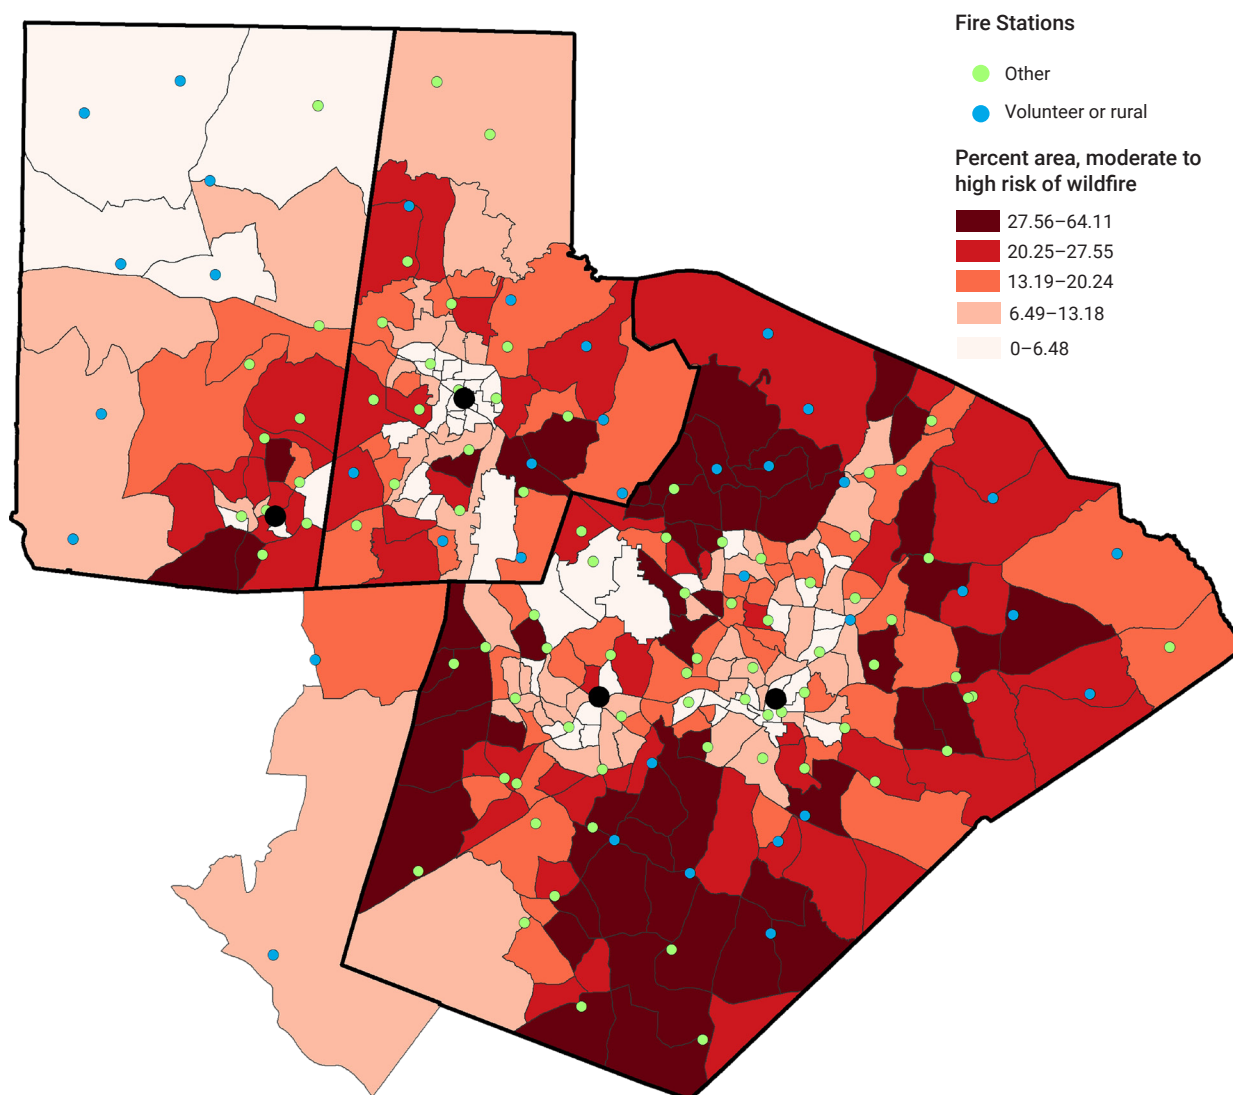 Fire Stations
Other
Volunteer or rural
Percent area, moderate to
high risk of wildfire
27.56–64.11
20.25–27.55
13.19–20.24
6.49–13.18
0–6.48